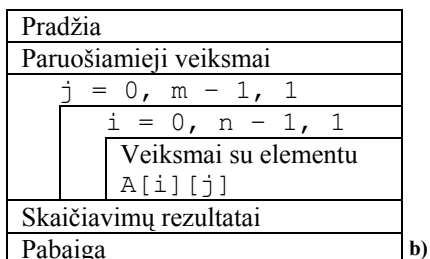 Pradžia
Paruošiamieji veiksmai
j = 0, m – 1, 1
i = 0, n – 1, 1
Veiksmai su elementu
A[i][j]
Skaičiavimų rezultatai
Pabaiga
b)